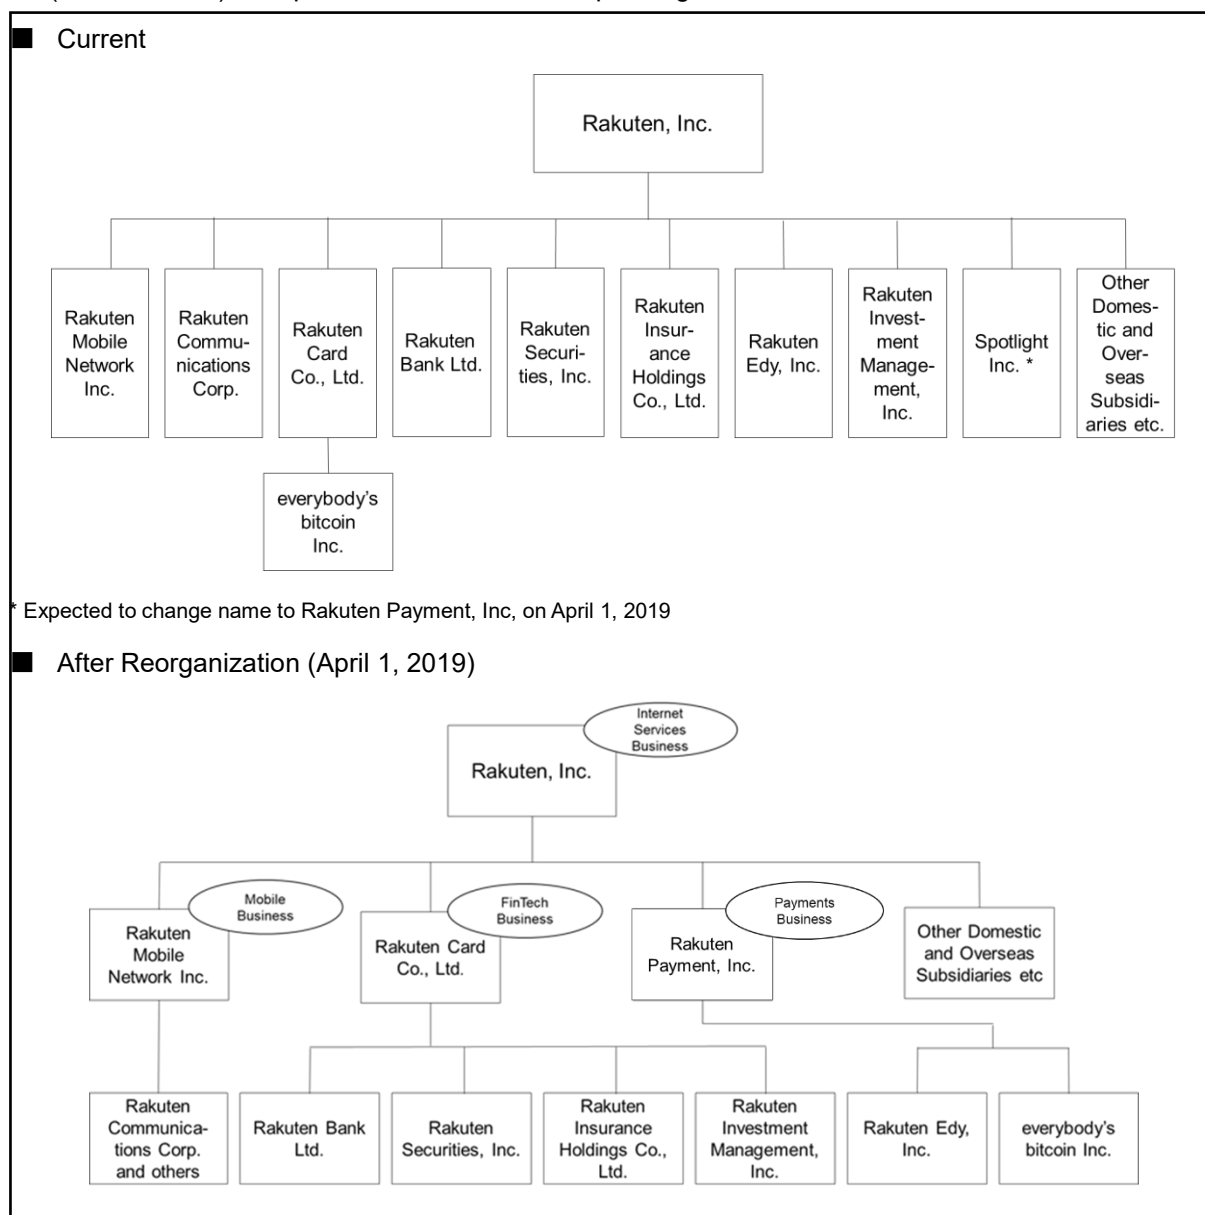 ■ Current
Rakuten, Inc.
Rakuten
Mobile
Network
Inc.
Rakuten
Commu-
nications
Corp.
Rakuten
Card
Co., Ltd.
Rakuten
Bank Ltd.
Rakuten
Securi-
ties, Inc.
Rakuten
Insur-
ance
Holdings
Co., Ltd.
Rakuten
Edy, Inc.
Rakuten
Invest-
ment
Manage-
ment,
Inc.
Spotlight
Inc. *
Other
Domes-
tic and
Over-
seas
Subsidi-
aries etc.
everybody's
bitcoin
Inc.
* Expected to change name to Rakuten Payment, Inc, on April 1, 2019
■ After Reorganization (April 1, 2019)
Internet
Services
Business
Rakuten, Inc.
Mobile
Business
Rakuten
Mobile
Network Inc.
FinTech
Business
Rakuten Card
Co., Ltd.
Payments
Business
Rakuten
Payment, Inc.
Other Domestic
and Overseas
Subsidiaries etc
Rakuten
Communica-
tions Corp.
and others
Rakuten Bank
Ltd.
Rakuten
Securities, Inc.
Rakuten
Insurance
Holdings Co.,
Ltd.
Rakuten
Investment
Management,
Inc.
Rakuten Edy,
Inc.
everybody's
bitcoin Inc.